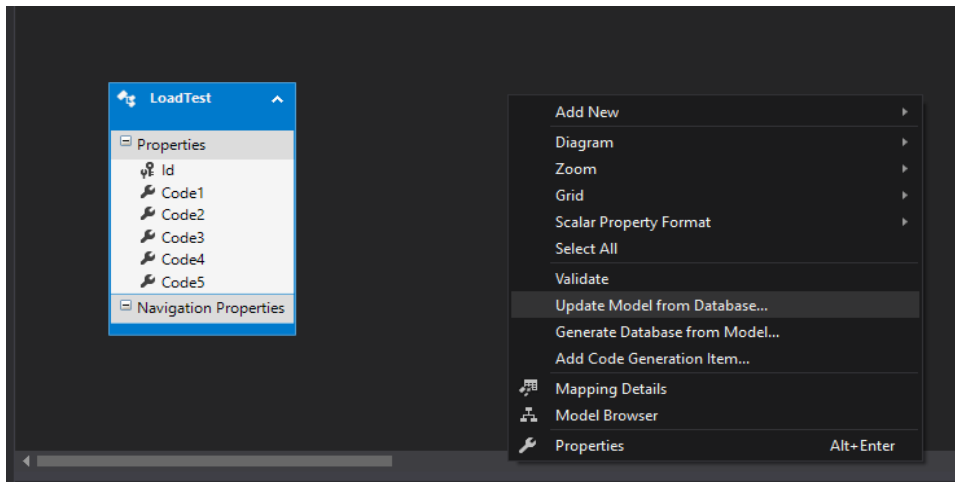 LoadTest
Properties
Id
Code1
Code2
Code3
Code4
Code5
Navigation Properties
Add New
Diagram
Zoom
Grid
Scalar Property Format
Select All
Validate
Update Model from Database...
Generate Database from Model...
Add Code Generation Item...
Mapping Details
Model Browser
Properties Alt+Enter